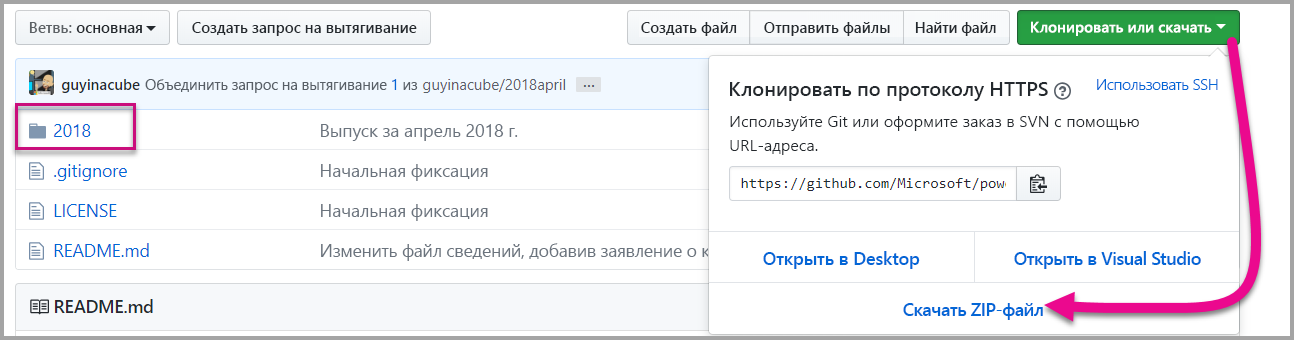 Ветвь: основная
Создать запрос на вытягивание
Создать файл
Отправить файлы
Найти файл
Клонировать или скачать
guyinacube Объединить запрос на вытягивание 1 из guyinacube/2018april ...
2018 Выпуск за апрель 2018 г.
.gitignore Начальная фиксация
LICENSE Начальная фиксация
README.md Изменить файл сведений, добавив заявление о к
README.md
Клонировать по протоколу HTTPS ?
Использовать SSH
Используйте Git или оформите заказ в SVN с помощью
URL-адреса.
https://github.com/Microsoft/pow
Открыть в Desktop
Открыть в Visual Studio
Скачать ZIP-файл